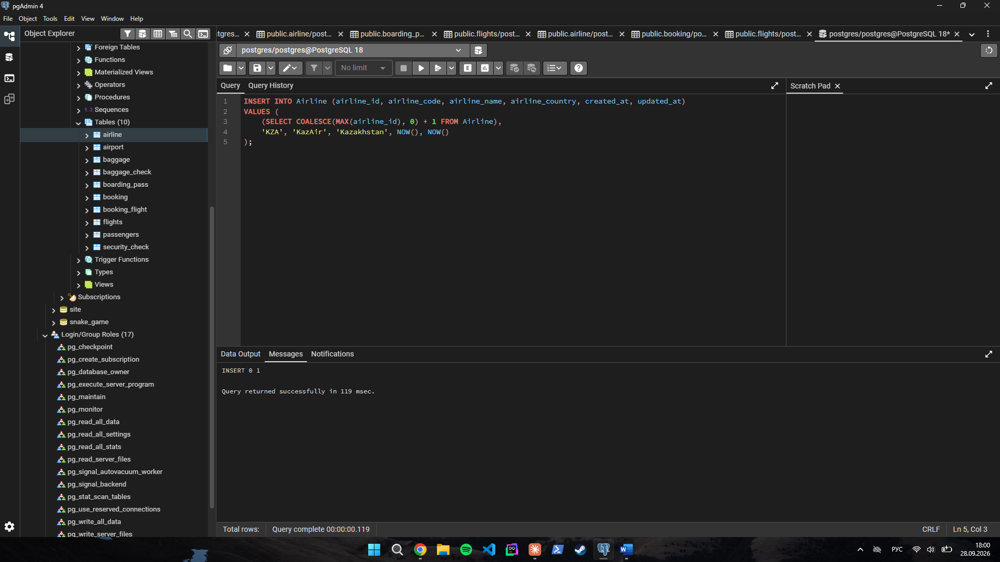 pgAdmin 4
File Object Tools Edit View Window Help
Object Explorer
Foreign Tables
Functions
Materialized Views
Operators
Procedures
1..3 Sequences
Tables (10)
airline
airport
baggage
baggage_check
boarding_pass
booking
booking_flight
flights
passengers
security_check
Trigger Functions
Types
Views
Subscriptions
site
snake_game
Login/Group Roles (17)
pg_checkpoint
pg_create_subscription
pg_database_owner
pg_execute_server_program
pg_maintain
pg_monitor
pg_read_all_data
pg_read_all_settings
pg_read_all_stats
pg_read_server_files
pg_signal_autovacuum_worker
pg_signal_backend
pg_stat_scan_tables
pg_use_reserved_connections
pg_write_all_data
pg_write_server_files
stgres... public.airline/post... public.boarding_p... public.flights/post... public.airline/post... public.booking/po... public.flights/post... postgres/postgres@PostgreSQL 18*
postgres/postgres@PostgreSQL 18
No limit
E
Query Query History
Scratch Pad
1 INSERT INTO Airline (airline_id, airline_code, airline_name, airline_country, created_at, updated_at)
2 VALUES (
3 (SELECT COALESCE(MAX(airline_id), 0) + 1 FROM Airline),
4 'KZA', 'KazAir', 'Kazakhstan', NOW(), NOW()
5 );
Data Output Messages Notifications
INSERT 0 1
Query returned successfully in 119 msec.
Total rows: Query complete 00:00:00.119
CRLF Ln 5, Col 3
DG
W
РУС
18:00
28.09.2026